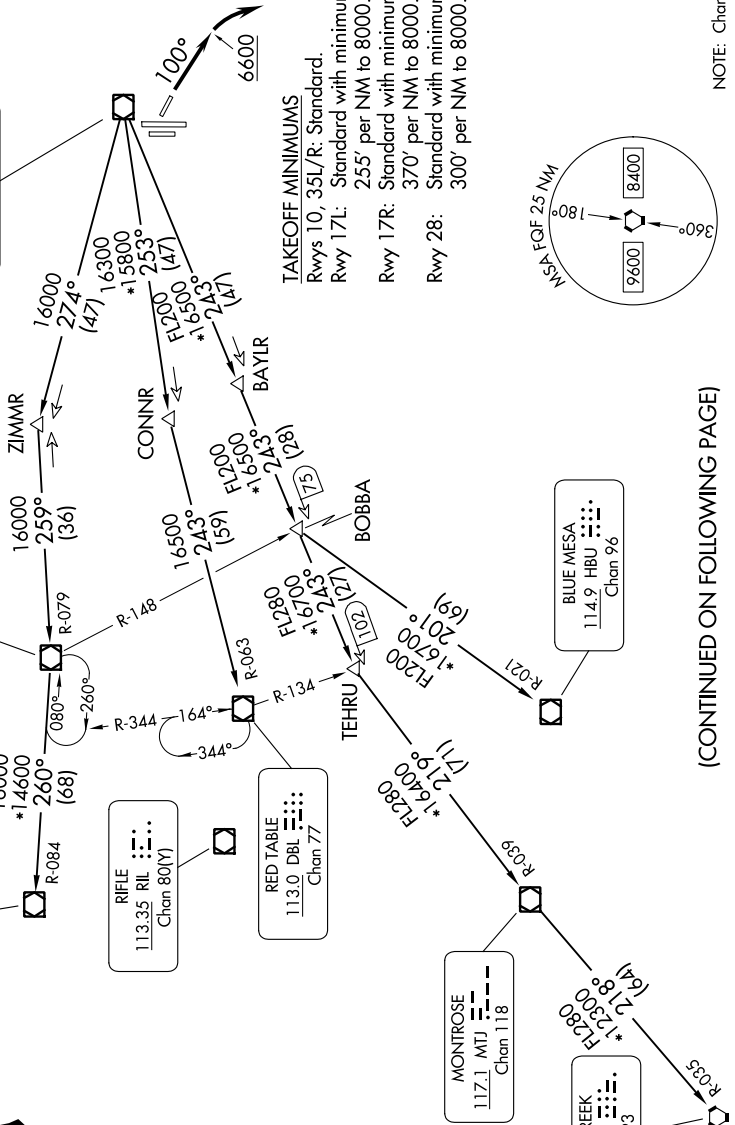 100°
6600
TAKEOFF MINIMUMS
Rwys 10, 35L/R: Standard.
Rwy 17L: Standard with minimum
255' per NM to 8000.
Rwy 17R: Standard with minimum
370' per NM to 8000.
Rwy 28: Standard with minimum
300' per NM to 8000.
NOTE:
MSA FQF 25 NM
180°
360°
8400
9600
16000
274°
(47)
16300
*15800
253°
(47)
FL200
*16500
243°
(47)
ZIMMR
CONNR
BAYLR
16000
259°
(36)
16500
243°
(59)
FL200
*16500
243°
(28)
75
BOBBA
R-079
R-148
R-063
080°
260°
R-344
164°
344°
R-134
FL280
*16700
243°
(27)
102
TEHRU
FL200
*16700
201°
(69)
R-021
BLUE MESA
114.9 HBU
Chan 96
*14600
260°
(68)
R-084
RIFLE
113.35 RIL
Chan 80(Y)
RED TABLE
113.0 DBL
Chan 77
FL280
*16400
219°
(71)
R-039
MONTROSE
117.1 MTJ
Chan 118
FL280
*12300
218°
(64)
R-035
(CONTINUED ON FOLLOWING PAGE)